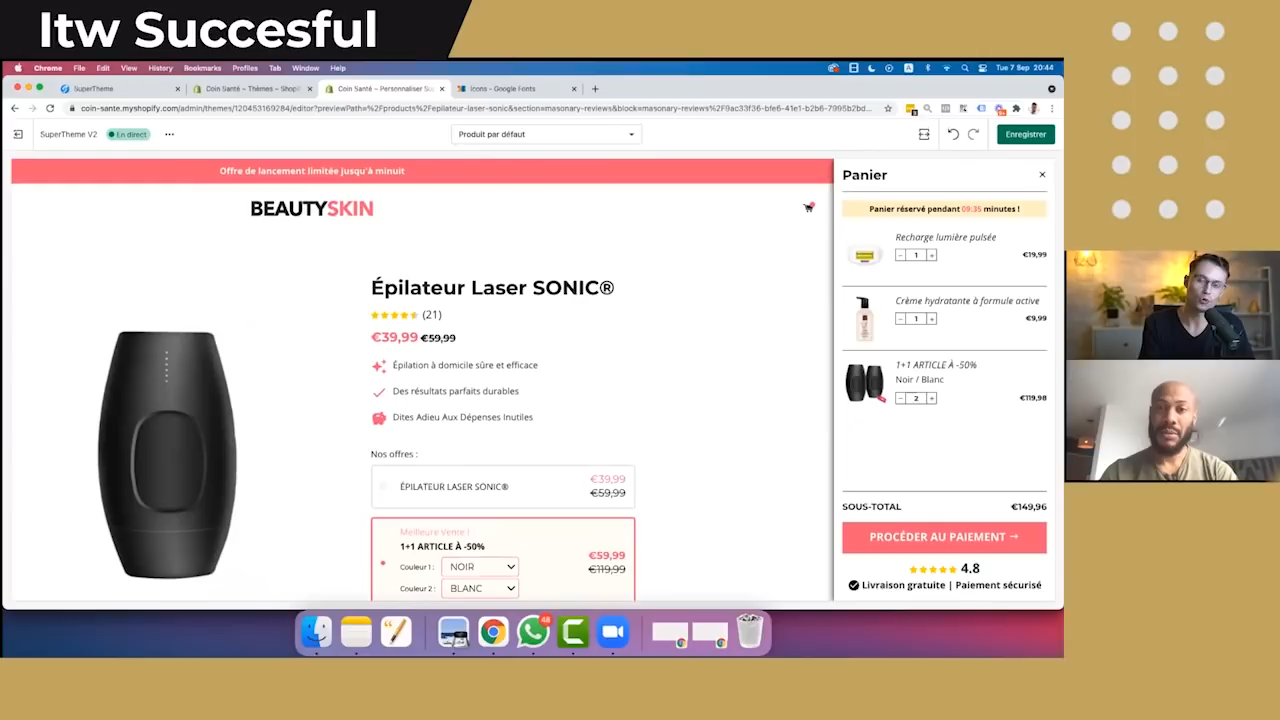 Itw Succesful
Chrome File Edit View History Bookmarks Profiles Tab Window Help
Tue 7 Sep 20:44
SuperTheme
Coin Santé – Thèmes – Shopif
Coin Santé – Personnaliser Su
Icons – Google Fonts
coin-sante.myshopify.com/admin/themes/120453169284/editor?previewPath=%2Fproducts%2Fepilateur-laser-sonic&section=masonary-reviews&block=masonary-reviews%2F9ac33f36-bfe6-41e1-b2b6-7995b2bd...
SuperTheme V2
En direct
Produit par défaut
Enregistrer
Offre de lancement limitée jusqu'à minuit
BEAUTYSKIN
Épilateur Laser SONIC®
(21)
€39,99 €59,99
Épilation à domicile sûre et efficace
Des résultats parfaits durables
Dites Adieu Aux Dépenses Inutiles
Nos offres :
ÉPILATEUR LASER SONIC®
€39,99
€59,99
Meilleure Vente !
1+1 ARTICLE À -50%
Couleur 1 : NOIR
Couleur 2 : BLANC
€59,99
€119,99
Panier
Panier réservé pendant 09:35 minutes !
Recharge lumière pulsée
− 1 +
€19,99
Crème hydratante à formule active
− 1 +
€9,99
1+1 ARTICLE À -50%
Noir / Blanc
− 2 +
€119,98
SOUS-TOTAL
€149,96
PROCÉDER AU PAIEMENT →
4.8
Livraison gratuite | Paiement sécurisé
48